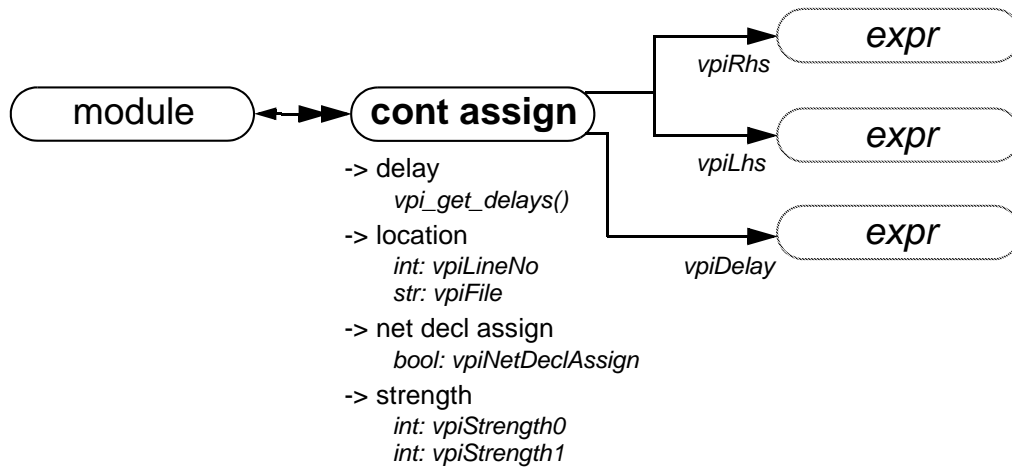 expr
vpiRhs
module
cont assign
expr
vpiLhs
-> delay
vpi_get_delays()
-> location
int: vpiLineNo
str: vpiFile
-> net decl assign
bool: vpiNetDeclAssign
-> strength
int: vpiStrength0
int: vpiStrength1
expr
vpiDelay